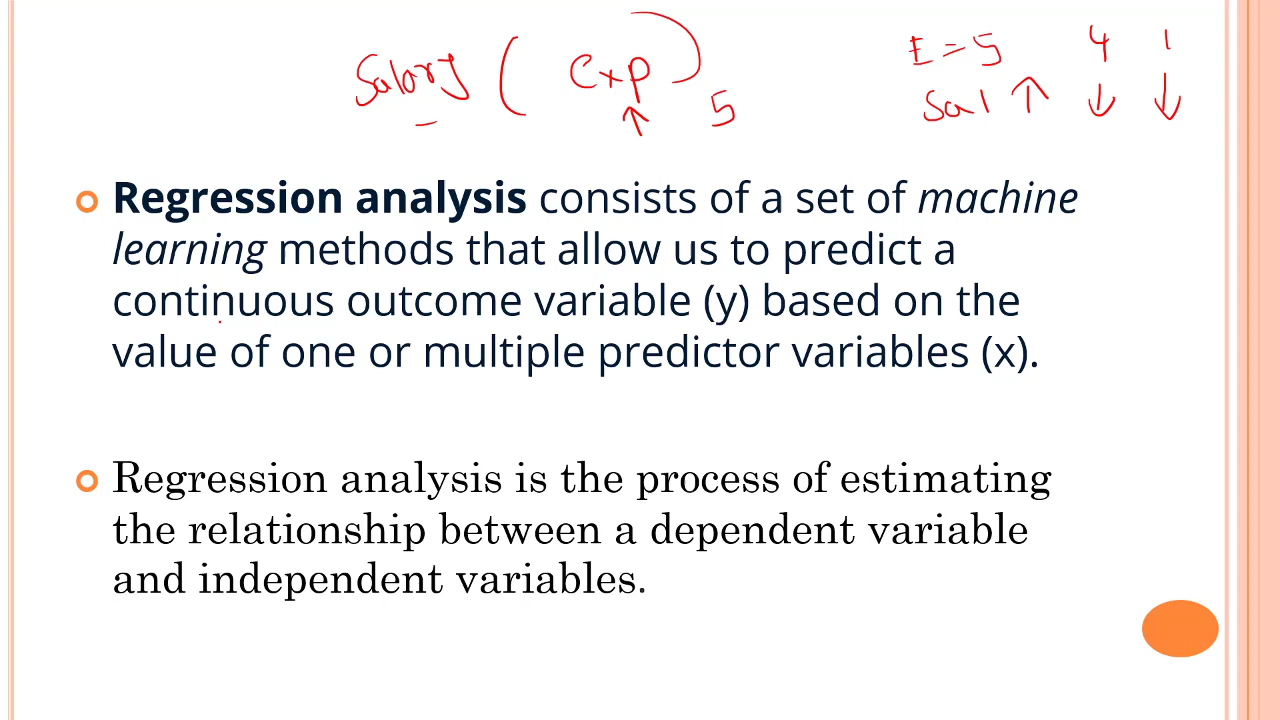 Salary ( Exp ) 5
E = 5 4 1
Sal ↑ ↓ ↓
Regression analysis consists of a set of machine
learning methods that allow us to predict a
continuous outcome variable (y) based on the
value of one or multiple predictor variables (x).
Regression analysis is the process of estimating
the relationship between a dependent variable
and independent variables.